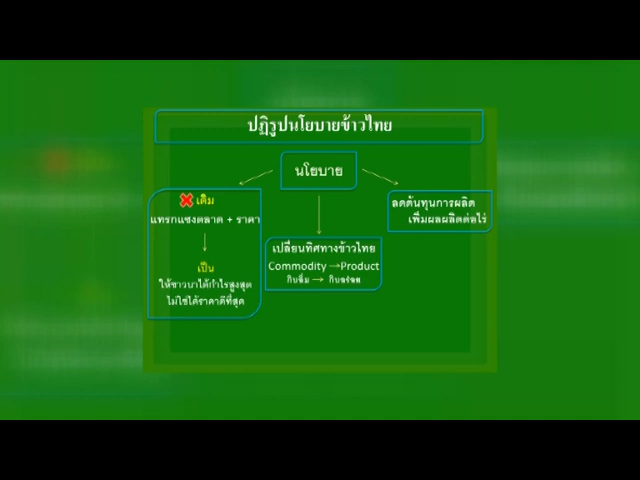 ปฏิรูปนโยบายข้าวไทย
นโยบาย
เดิม
แทรกแซงตลาด + ราคา
เป็น
ให้ชาวนาได้กำไรสูงสุด
ไม่ใช่ได้ราคาดีที่สุด
เปลี่ยนทิศทางข้าวไทย
Commodity →Product
กินอิ่ม → กินอร่อย
ลดต้นทุนการผลิต
เพิ่มผลผลิตต่อไร่